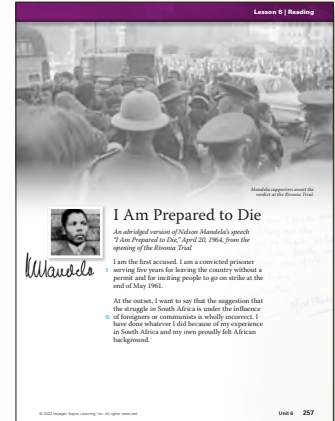 Lesson 6 | Reading
Mandela supporters await the
verdict at the Rivonia Trial.
I Am Prepared to Die
An abridged version of Nelson Mandela's speech
"I Am Prepared to Die," April 20, 1964, from the
opening of the Rivonia Trial
I am the first accused. I am a convicted prisoner
5 serving five years for leaving the country without a
permit and for inciting people to go on strike at the
end of May 1961.
At the outset, I want to say that the suggestion that
the struggle in South Africa is under the influence
10 of foreigners or communists is wholly incorrect. I
have done whatever I did because of my experience
in South Africa and my own proudly felt African
background.
NMandela
© 2023 Voyager Sopris Learning, Inc. All rights reserved.
Unit 6 257